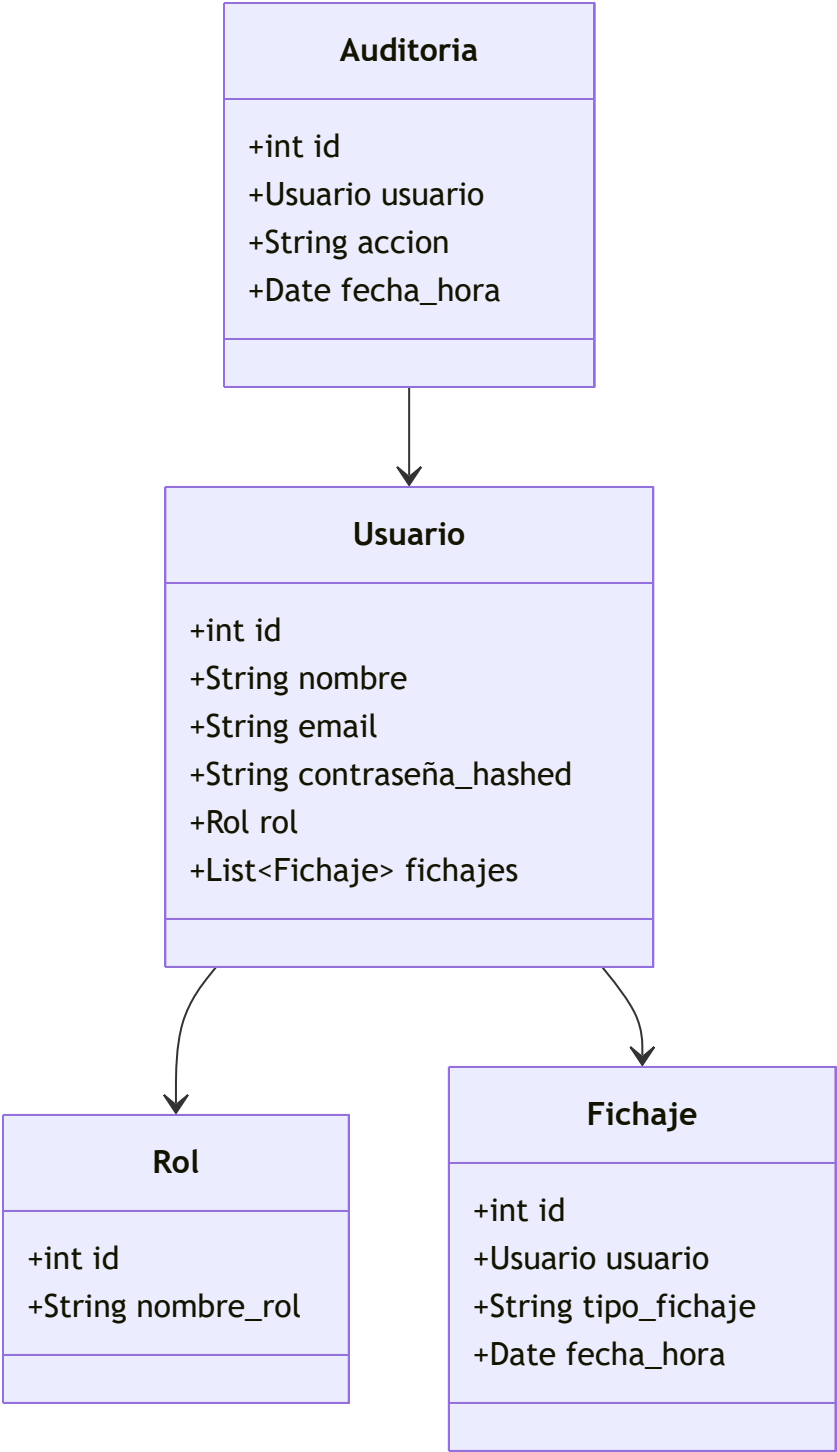 Auditoria
+int id
+Usuario usuario
+String accion
+Date fecha_hora
Usuario
+int id
+String nombre
+String email
+String contraseña_hashed
+Rol rol
+List<Fichaje> fichajes
Rol
+int id
+String nombre_rol
Fichaje
+int id
+Usuario usuario
+String tipo_fichaje
+Date fecha_hora